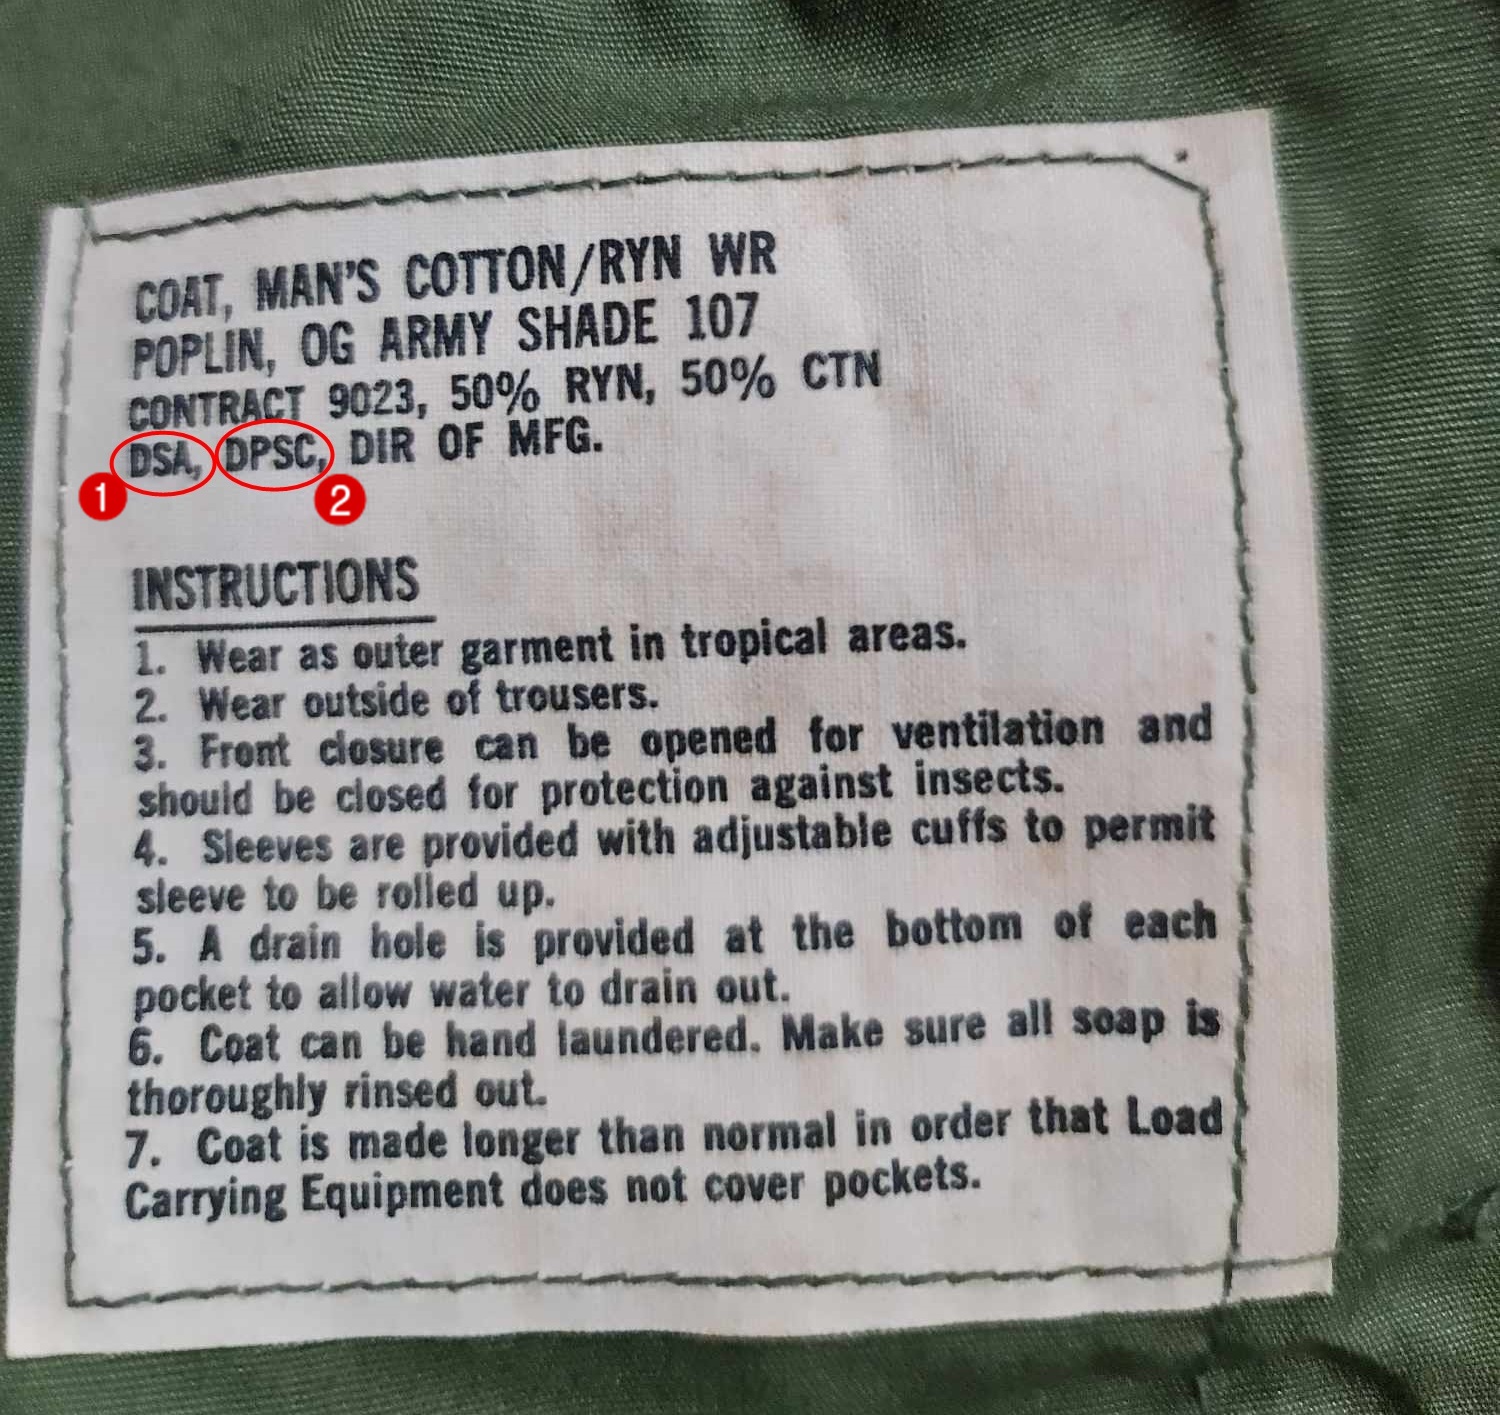 COAT, MAN'S COTTON/RYN WR
POPLIN, OG ARMY SHADE 107
CONTRACT 9023, 50% RYN, 50% CTN
DSA, DPSC, DIR OF MFG.
1 2
INSTRUCTIONS
1. Wear as outer garment in tropical areas.
2. Wear outside of trousers.
3. Front closure can be opened for ventilation and
should be closed for protection against insects.
4. Sleeves are provided with adjustable cuffs to permit
sleeve to be rolled up.
5. A drain hole is provided at the bottom of each
pocket to allow water to drain out.
6. Coat can be hand laundered. Make sure all soap is
thoroughly rinsed out.
7. Coat is made longer than normal in order that Load
Carrying Equipment does not cover pockets.